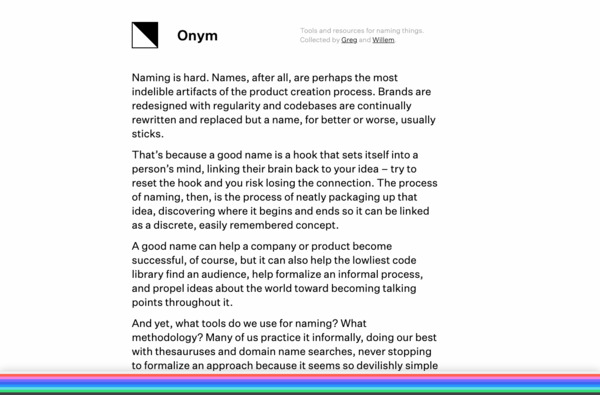 Onym
Tools and resources for naming things.
Collected by Greg and Willem.
Naming is hard. Names, after all, are perhaps the most
indelible artifacts of the product creation process. Brands are
redesigned with regularity and codebases are continually
rewritten and replaced but a name, for better or worse, usually
sticks.
That’s because a good name is a hook that sets itself into a
person’s mind, linking their brain back to your idea – try to
reset the hook and you risk losing the connection. The process
of naming, then, is the process of neatly packaging up that
idea, discovering where it begins and ends so it can be linked
as a discrete, easily remembered concept.
A good name can help a company or product become
successful, of course, but it can also help the lowliest code
library find an audience, help formalize an informal process,
and propel ideas about the world toward becoming talking
points throughout it.
And yet, what tools do we use for naming? What
methodology? Many of us practice it informally, doing our best
with thesauruses and domain name searches, never stopping
to formalize an approach because it seems so devilishly simple